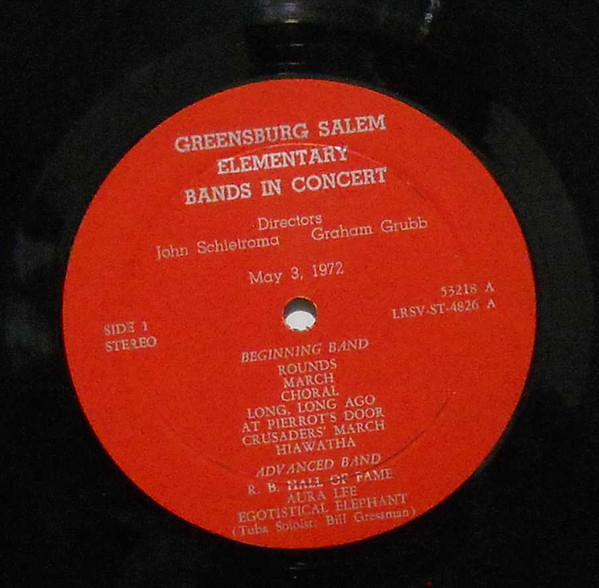 GREENSBURG SALEM
ELEMENTARY
BANDS IN CONCERT
Directors
John Schietroma Graham Grubb
May 3, 1972
SIDE 1
STEREO
53218 A
LRSV-ST-4826 A
BEGINNING BAND
ROUNDS
MARCH
CHORAL
LONG, LONG AGO
AT PIERROT'S DOOR
CRUSADERS' MARCH
HIAWATHA
ADVANCED BAND
R. B. HALL OF FAME
AURA LEE
EGOTISTICAL ELEPHANT
(Tuba Soloist: Bill Gressman)